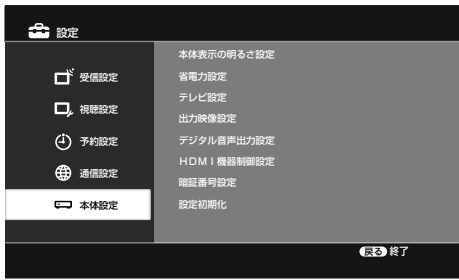 設定
受信設定
視聴設定
予約設定
通信設定
本体設定
本体表示の明るさ設定
省電力設定
テレビ設定
出力映像設定
デジタル音声出力設定
ＨＤＭＩ機器制御設定
暗証番号設定
設定初期化
戻る 終了